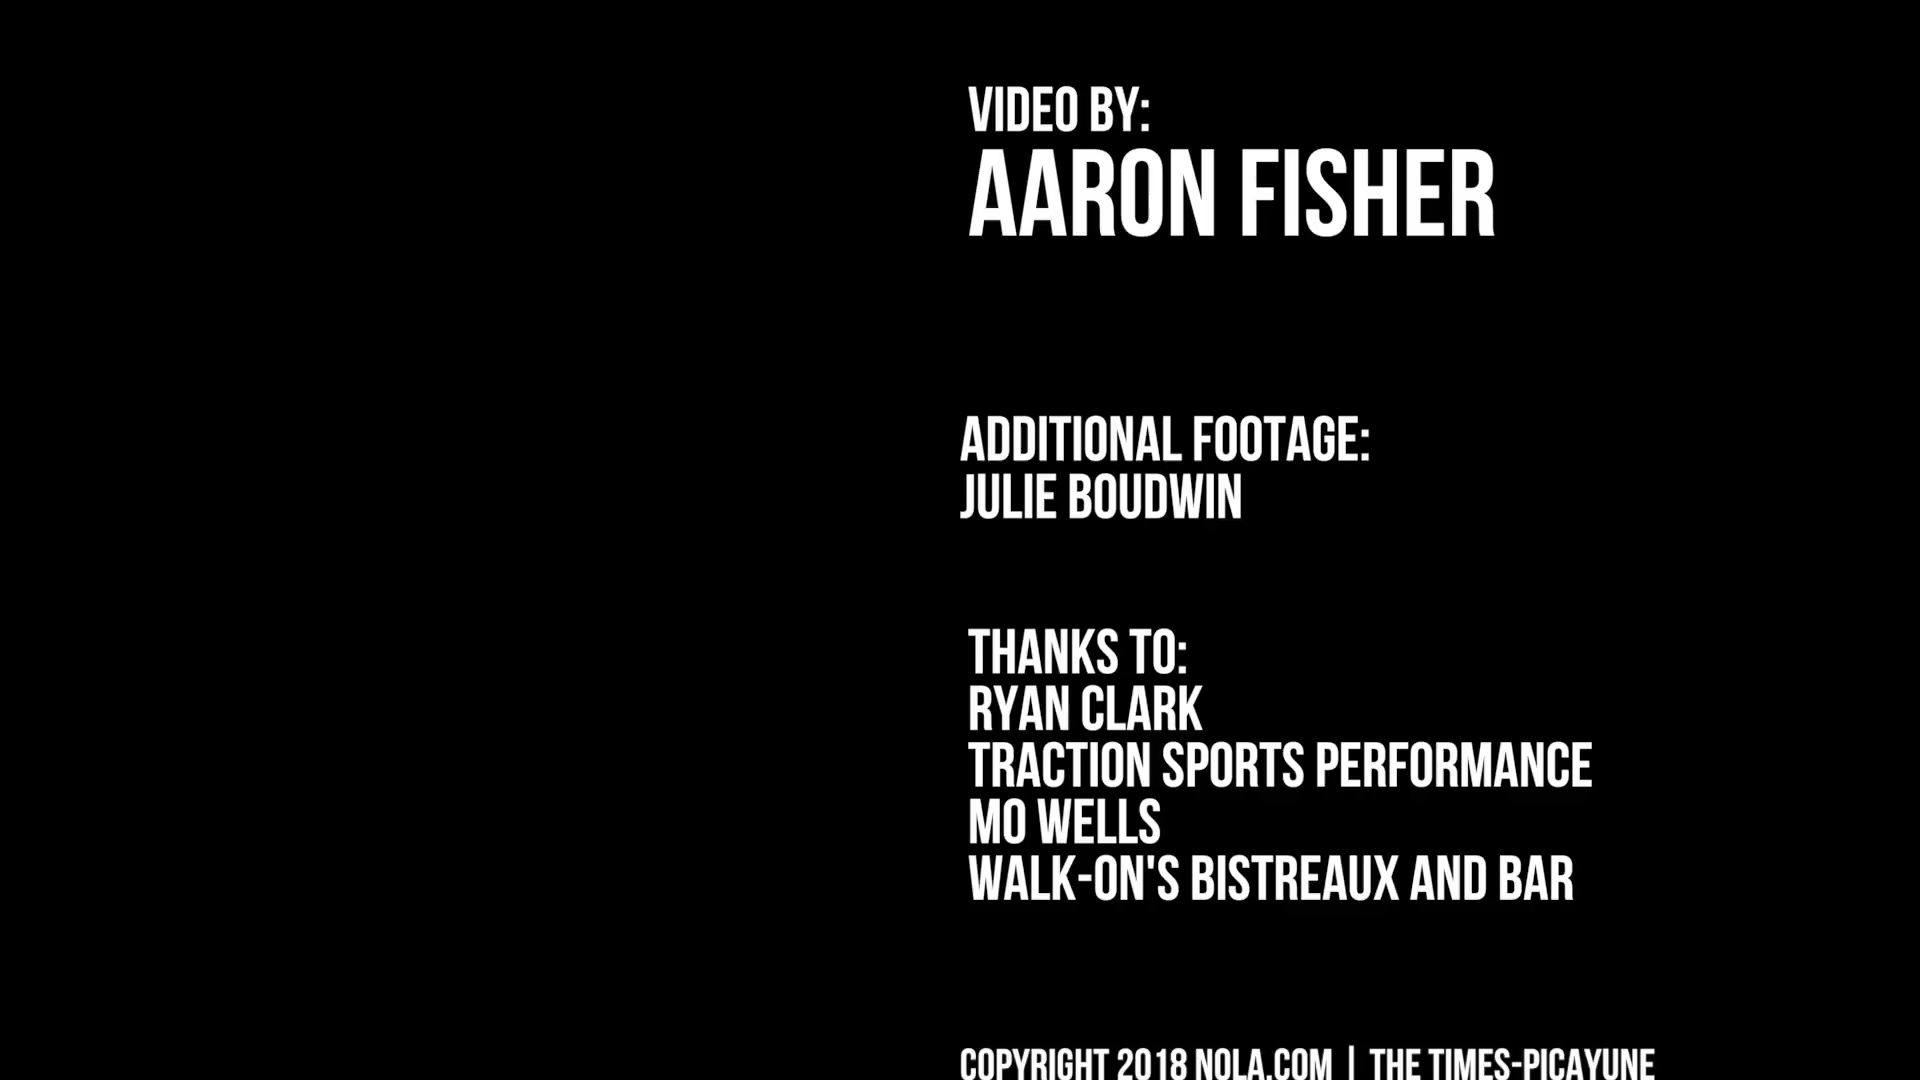 VIDEO BY:
AARON FISHER
ADDITIONAL FOOTAGE:
JULIE BOUDWIN
THANKS TO:
RYAN CLARK
TRACTION SPORTS PERFORMANCE
MO WELLS
WALK-ON'S BISTREAUX AND BAR
COPYRIGHT 2018 NOLA.COM | THE TIMES-PICAYUNE